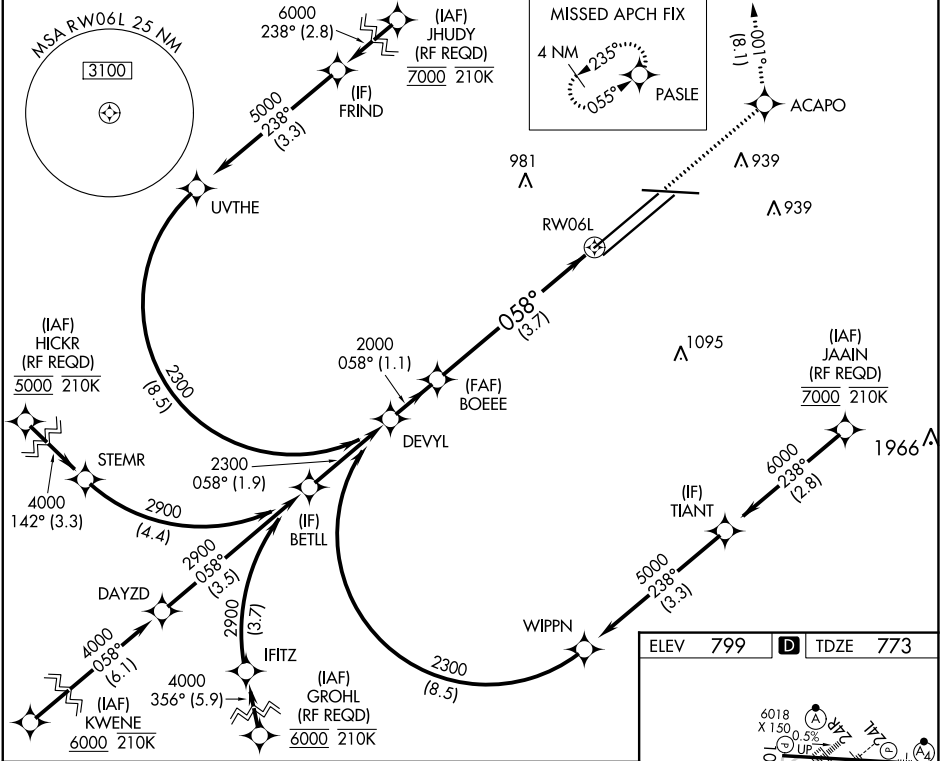 MSA RW06L 25 NM
3100
6000
238° (2.8)
(IAF)
JHUDY
(RF REQD)
7000 210K
(IF)
FRIND
5000
238°
(3.3)
UVTHE
MISSED APCH FIX
4 NM
235°
055°
PASLE
001°
(8.1)
ACAPO
981
939
939
RW06L
058°
(3.7)
1095
(IAF)
HICKR
(RF REQD)
5000 210K
2300
(8.5)
2000
058° (1.1)
(FAF)
BOEEE
DEVYL
(IAF)
JAAIN
(RF REQD)
7000 210K
1966
STEMR
4000
142° (3.3)
2900
(4.4)
2300
058° (1.9)
(IF)
BETLL
6000
238°
(2.8)
(IF)
TIANT
2900
058°
(3.5)
DAYZD
2900
(3.7)
5000
238°
(3.3)
WIPPN
4000
058°
(6.1)
IFITZ
2300
(8.5)
4000
356° (5.9)
(IAF)
KWENE
6000 210K
(IAF)
GROHL
(RF REQD)
6000 210K
ELEV 799 D TDZE 773
6018
X 150
0.5%
UP
A
24R
24L
P
P
A4